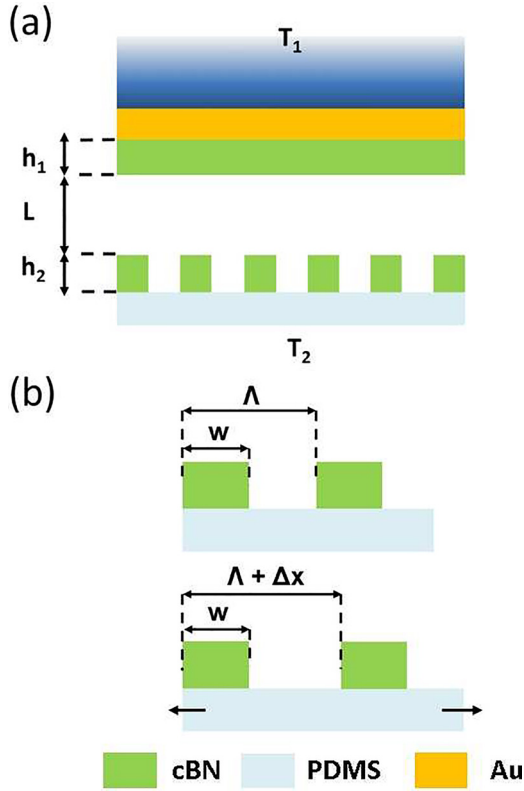 (a)
T₁
h₁
L
h₂
T₂
(b)
Λ
w
Λ + Δx
w
cBN PDMS Au